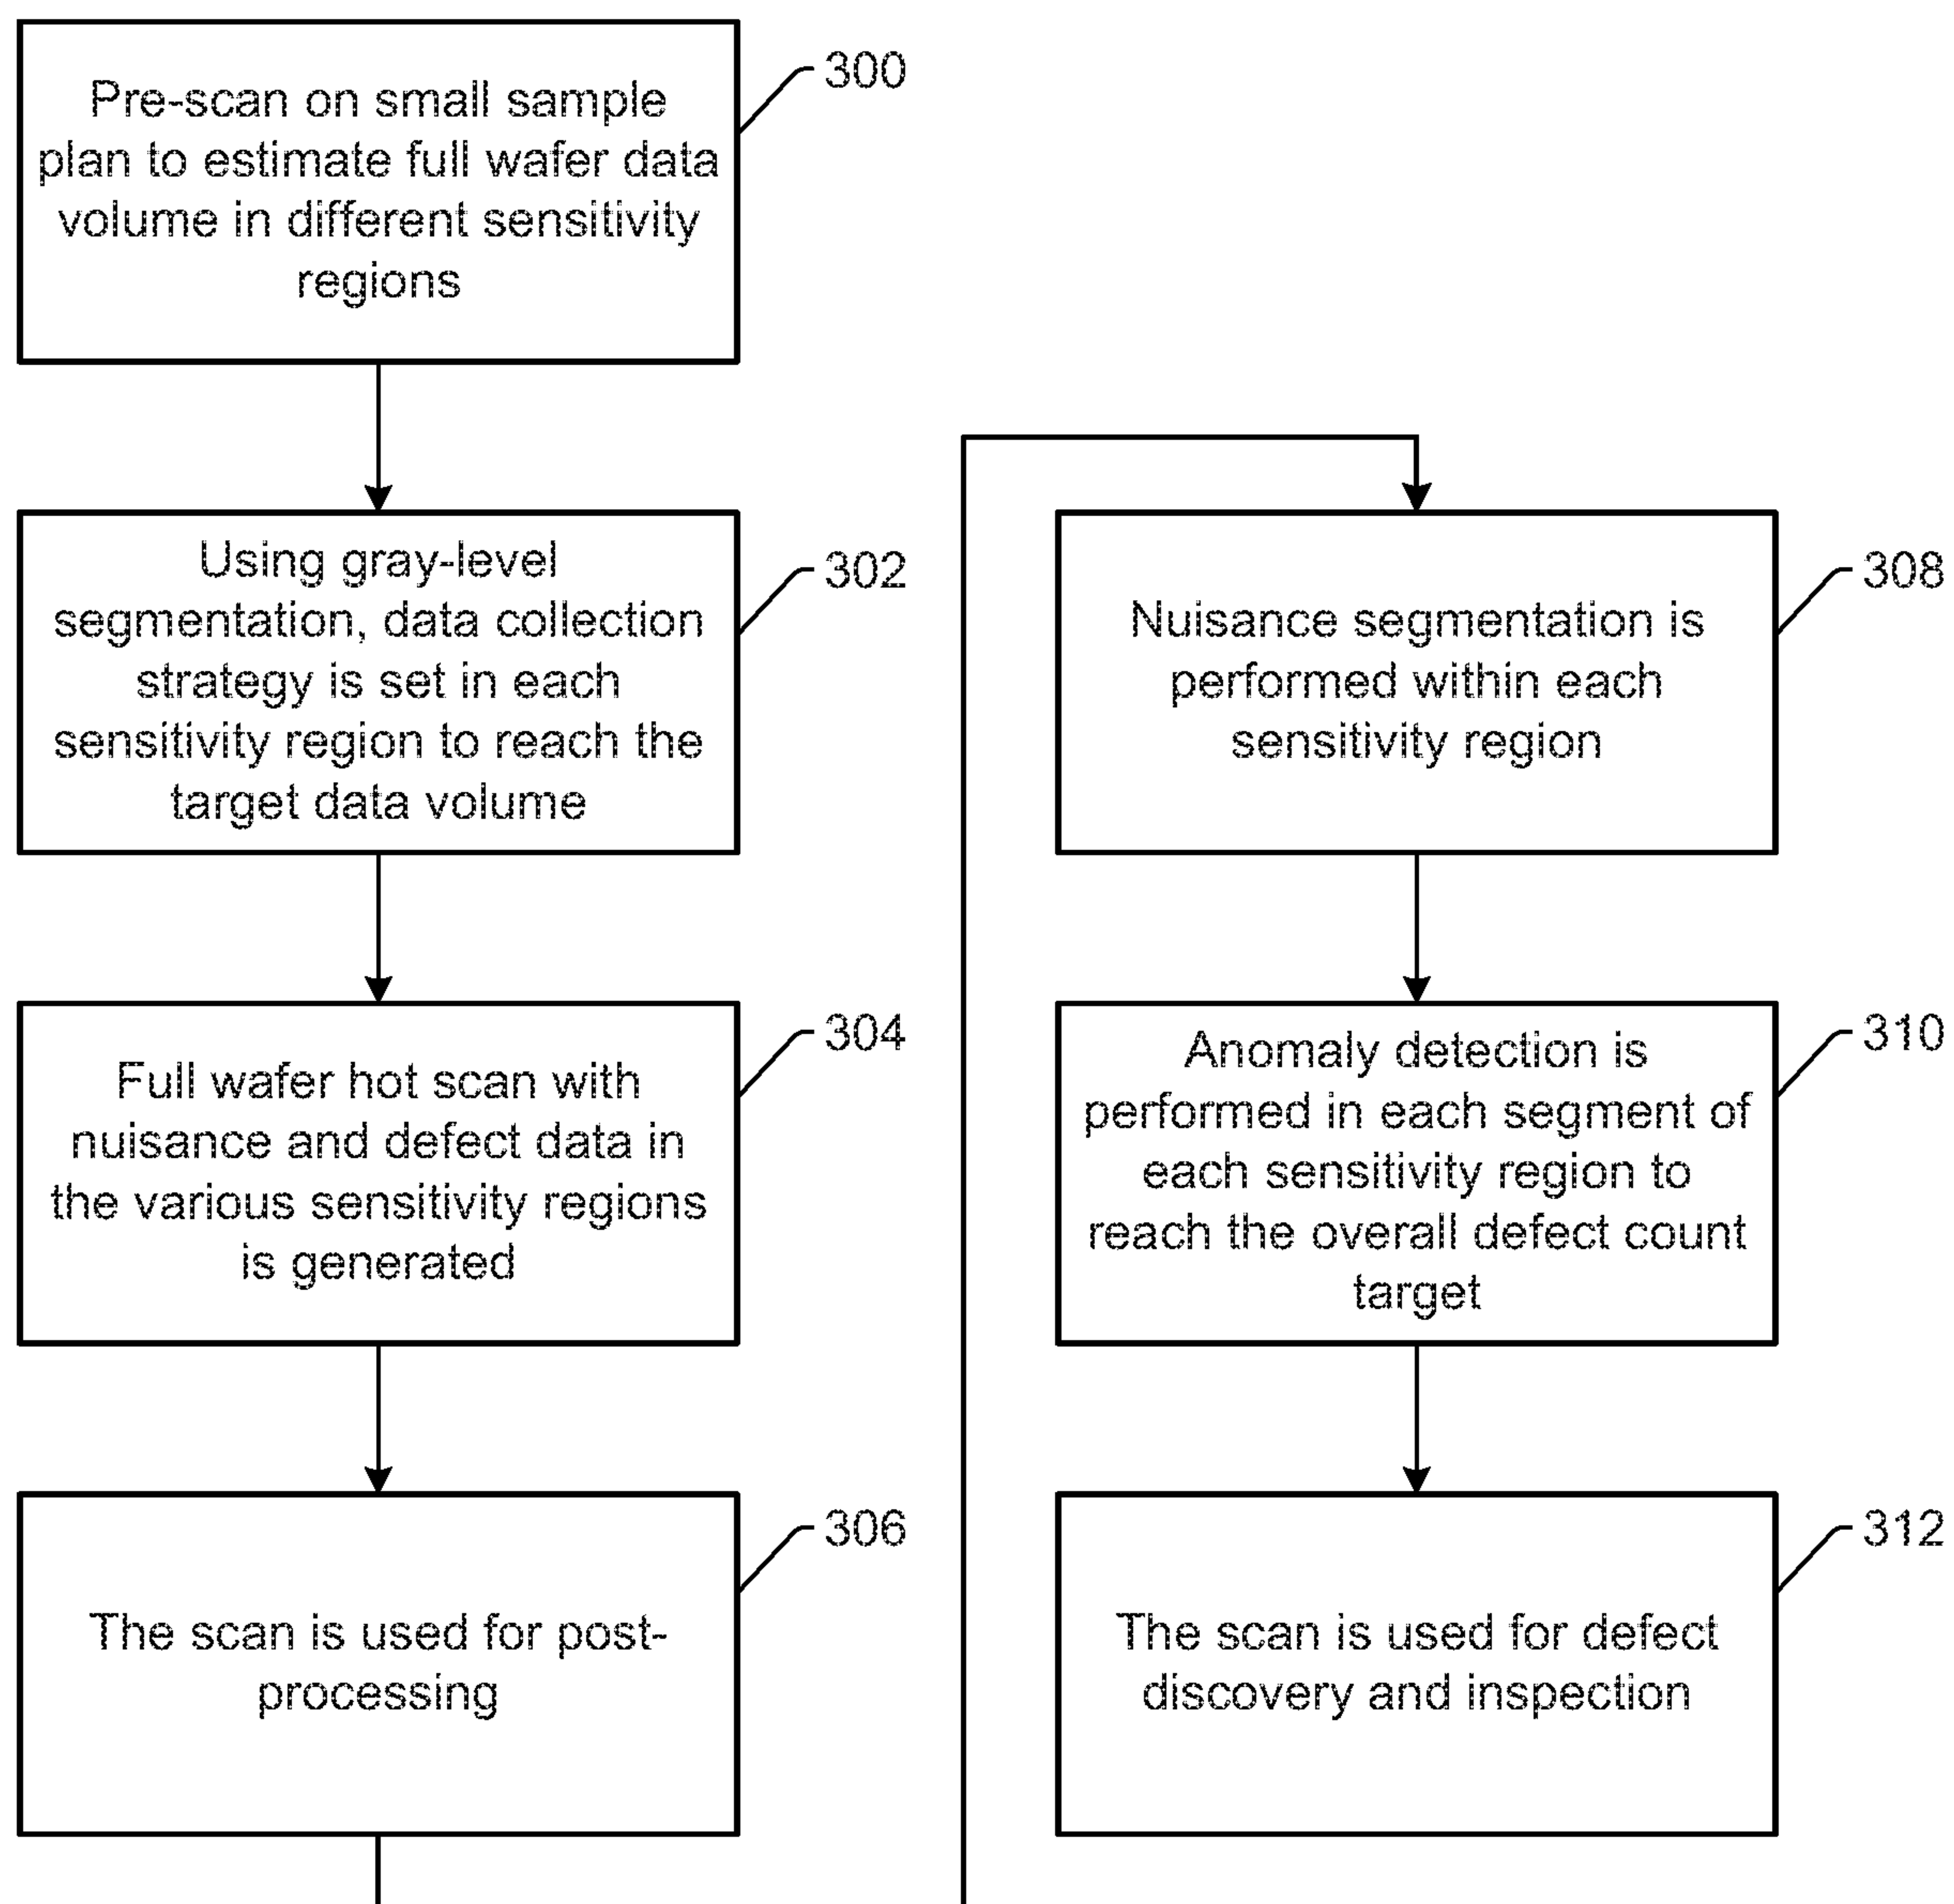 Pre-scan on small sample
plan to estimate full wafer data
volume in different sensitivity
regions
300
Using gray-level
segmentation, data collection
strategy is set in each
sensitivity region to reach the
target data volume
302
Full wafer hot scan with
nuisance and defect data in
the various sensitivity regions
is generated
304
The scan is used for post-
processing
306
Nuisance segmentation is
performed within each
sensitivity region
308
Anomaly detection is
performed in each segment of
each sensitivity region to
reach the overall defect count
target
310
The scan is used for defect
discovery and inspection
312